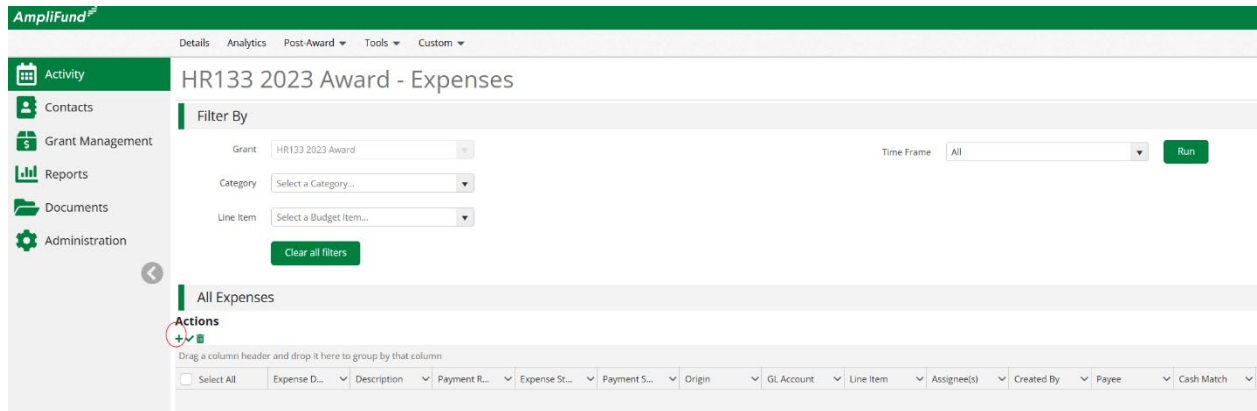 AmpliFund
Details Analytics Post-Award Tools Custom
Activity
Contacts
Grant Management
Reports
Documents
Administration
HR133 2023 Award - Expenses
Filter By
Grant HR133 2023 Award
Time Frame All Run
Category Select a Category...
Line Item Select a Budget Item...
Clear all filters
All Expenses
Actions
Drag a column header and drop it here to group by that column
Select All Expense D... Description Payment R... Expense St... Payment S... Origin GL Account Line Item Assignee(s) Created By Payee Cash Match